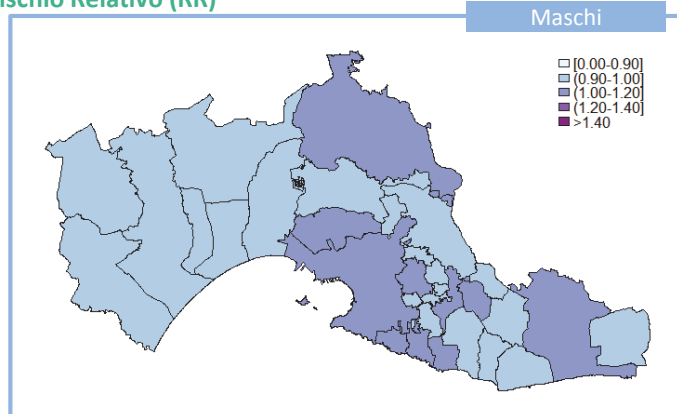 schio Relativo (RR)
Maschi
[0.00-0.90]
(0.90-1.00]
(1.00-1.20]
(1.20-1.40]
>1.40